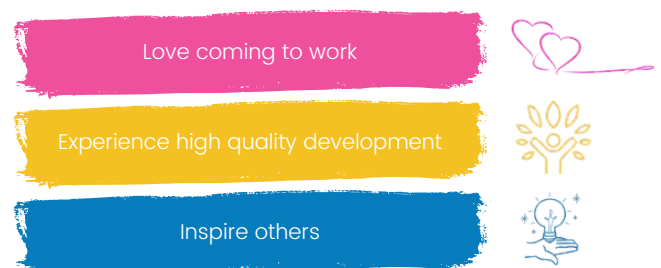 Love coming to work
Experience high quality development
Inspire others